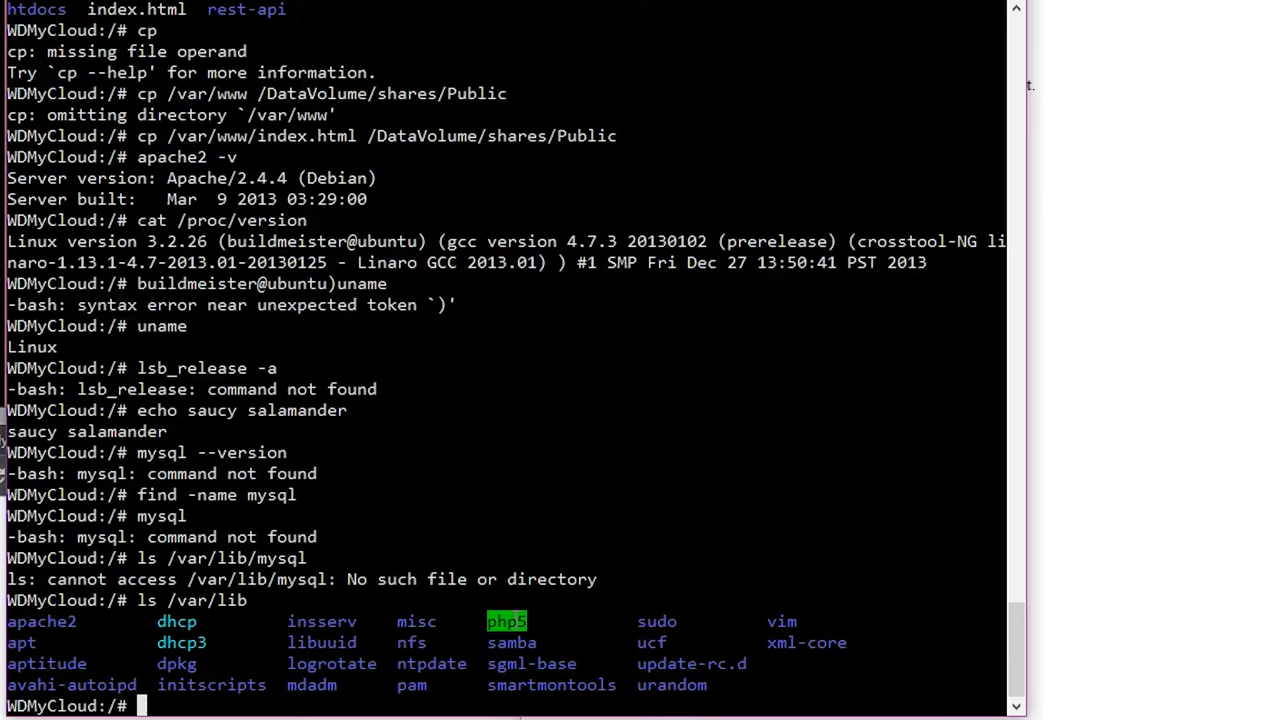 htdocs  index.html  rest-api
WDMyCloud:/# cp
cp: missing file operand
Try `cp --help' for more information.
WDMyCloud:/# cp /var/www /DataVolume/shares/Public
cp: omitting directory `/var/www'
WDMyCloud:/# cp /var/www/index.html /DataVolume/shares/Public
WDMyCloud:/# apache2 -v
Server version: Apache/2.4.4 (Debian)
Server built:   Mar  9 2013 03:29:00
WDMyCloud:/# cat /proc/version
Linux version 3.2.26 (buildmeister@ubuntu) (gcc version 4.7.3 20130102 (prerelease) (crosstool-NG li
naro-1.13.1-4.7-2013.01-20130125 - Linaro GCC 2013.01) ) #1 SMP Fri Dec 27 13:50:41 PST 2013
WDMyCloud:/# buildmeister@ubuntu)uname
-bash: syntax error near unexpected token `)'
WDMyCloud:/# uname
Linux
WDMyCloud:/# lsb_release -a
-bash: lsb_release: command not found
WDMyCloud:/# echo saucy salamander
saucy salamander
WDMyCloud:/# mysql --version
-bash: mysql: command not found
WDMyCloud:/# find -name mysql
WDMyCloud:/# mysql
-bash: mysql: command not found
WDMyCloud:/# ls /var/lib/mysql
ls: cannot access /var/lib/mysql: No such file or directory
WDMyCloud:/# ls /var/lib
apache2        dhcp         insserv    misc     php5           sudo         vim
apt            dhcp3        libuuid    nfs      samba          ucf          xml-core
aptitude       dpkg         logrotate  ntpdate  sgml-base      update-rc.d
avahi-autoipd  initscripts  mdadm      pam      smartmontools  urandom
WDMyCloud:/#
t.